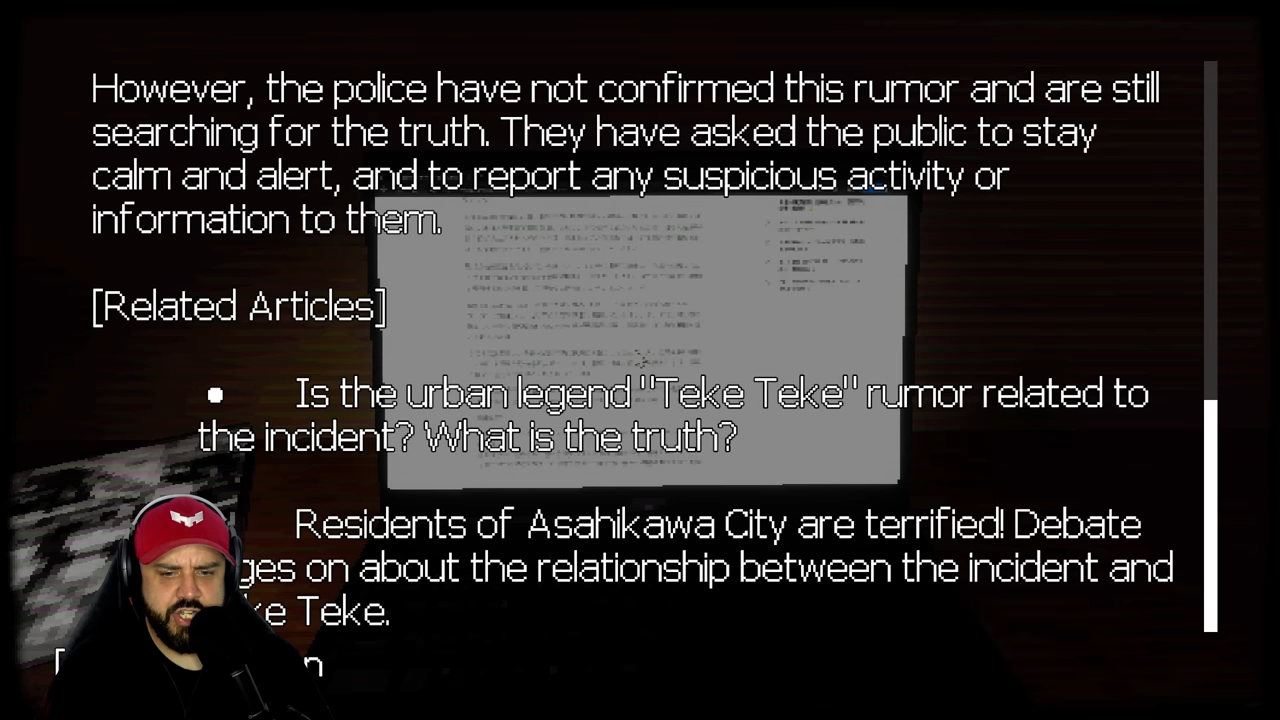 However, the police have not confirmed this rumor and are still
searching for the truth. They have asked the public to stay
calm and alert, and to report any suspicious activity or
information to them.
[Related Articles]
• Is the urban legend "Teke Teke" rumor related to
the incident? What is the truth?
Residents of Asahikawa City are terrified! Debate
on about the relationship between the incident and
Teke.